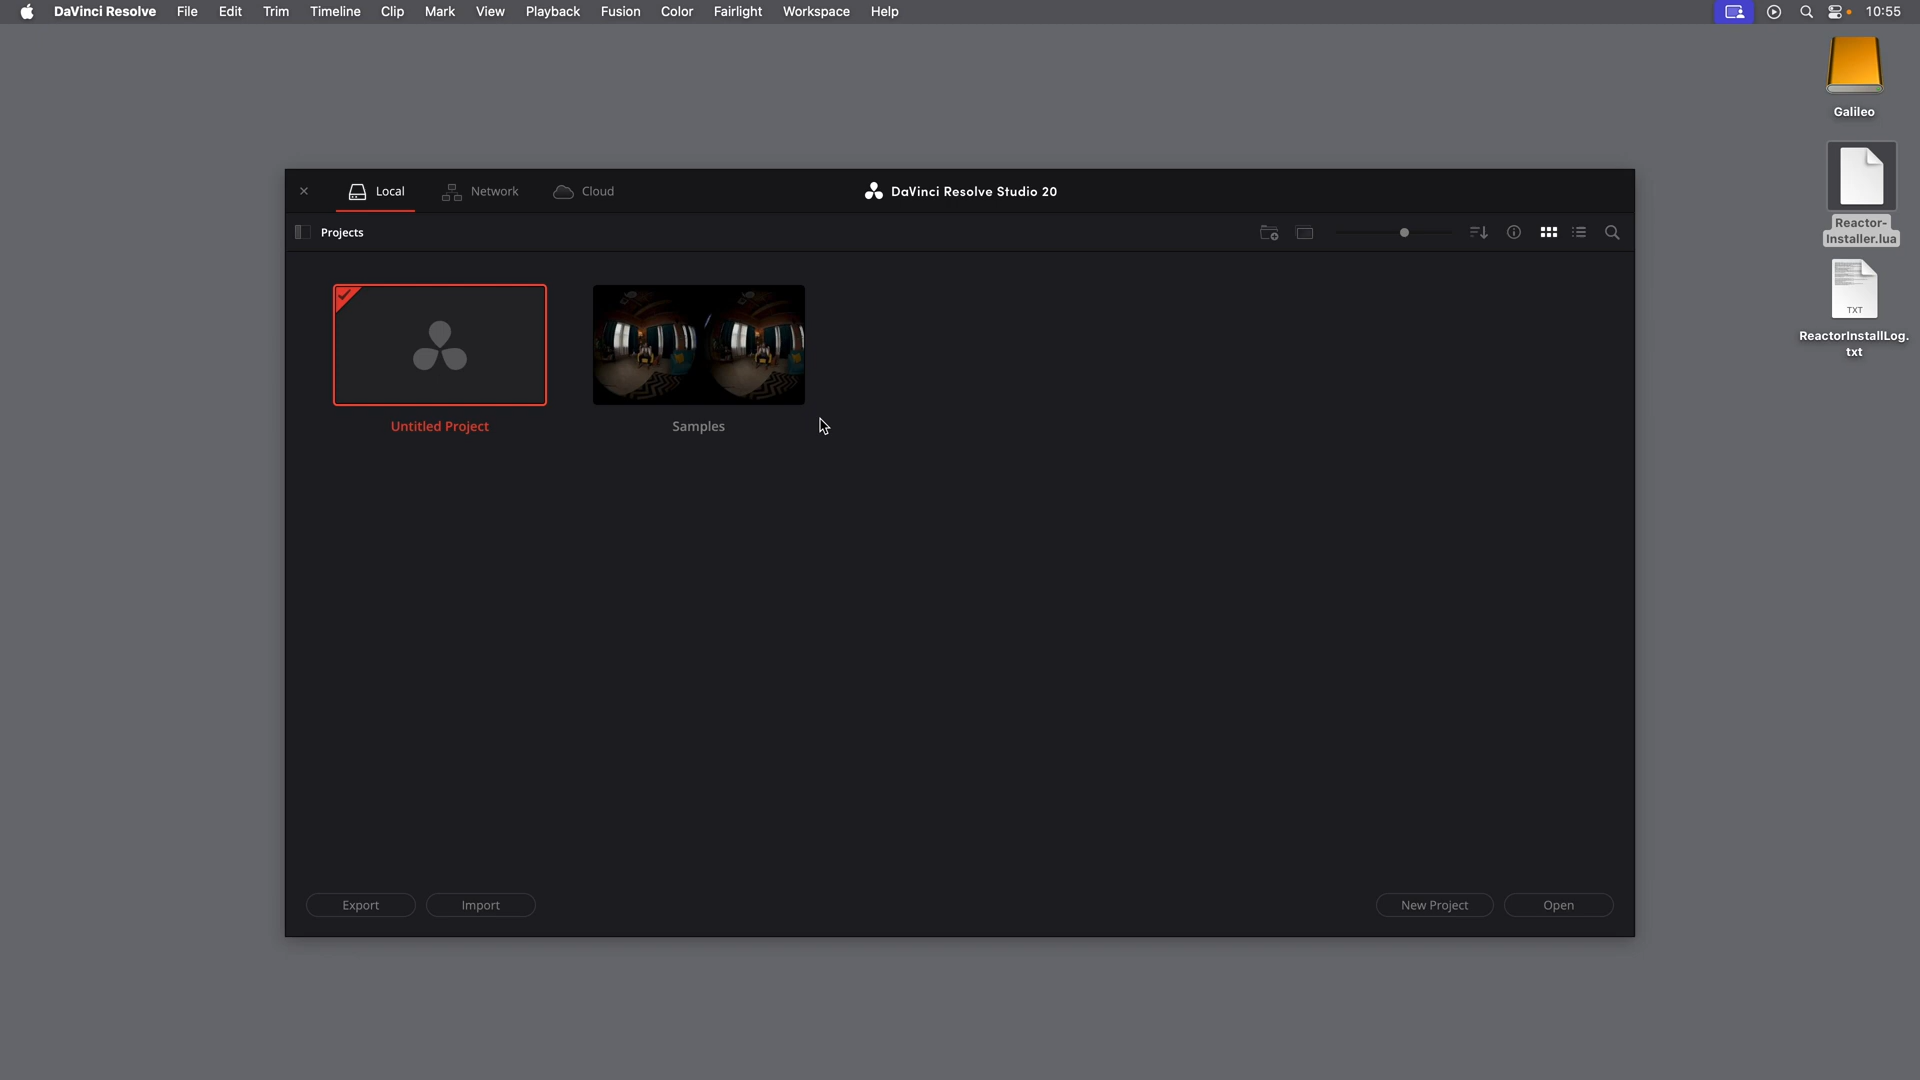 DaVinci Resolve File Edit Trim Timeline Clip Mark View Playback Fusion Color Fairlight Workspace Help 10:55
Galileo
Reactor-
Installer.lua
TXT
ReactorInstallLog.
txt
Local Network Cloud DaVinci Resolve Studio 20
Projects
Untitled Project Samples
Export Import New Project Open